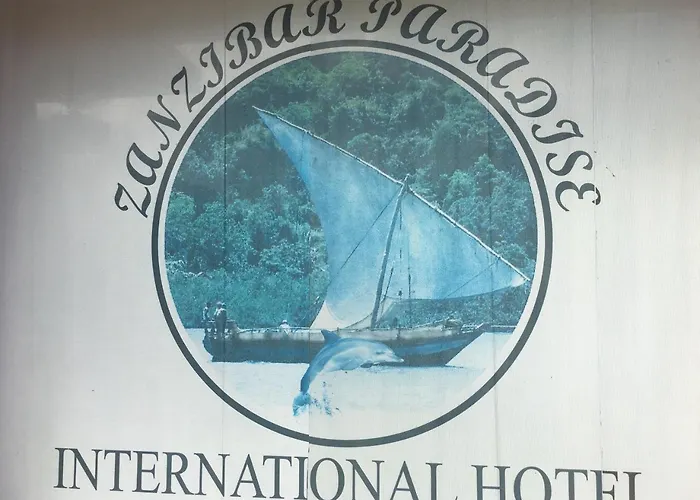 ZANZIBAR PARADISE
INTERNATIONAL HOTEL